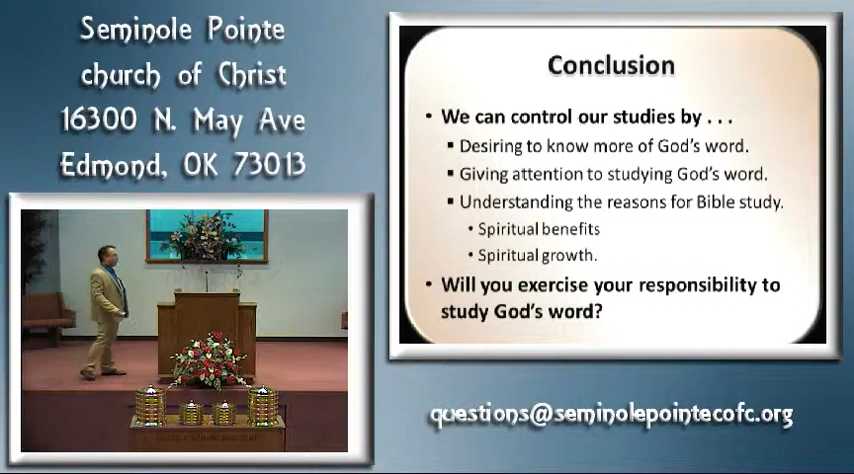 Seminole Pointe
church of Christ
16300 N. May Ave
Edmond, OK 73013
Conclusion
• We can control our studies by . . .
▪ Desiring to know more of God's word.
▪ Giving attention to studying God's word.
▪ Understanding the reasons for Bible study.
• Spiritual benefits
• Spiritual growth.
• Will you exercise your responsibility to
study God's word?
questions@seminolepointecofc.org